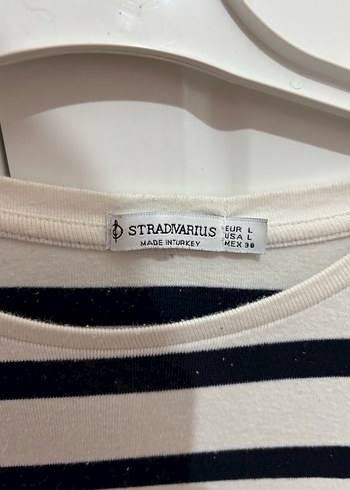 STRADIVARIUS
MADE IN TURKEY
EUR L
USA L
MEX 38